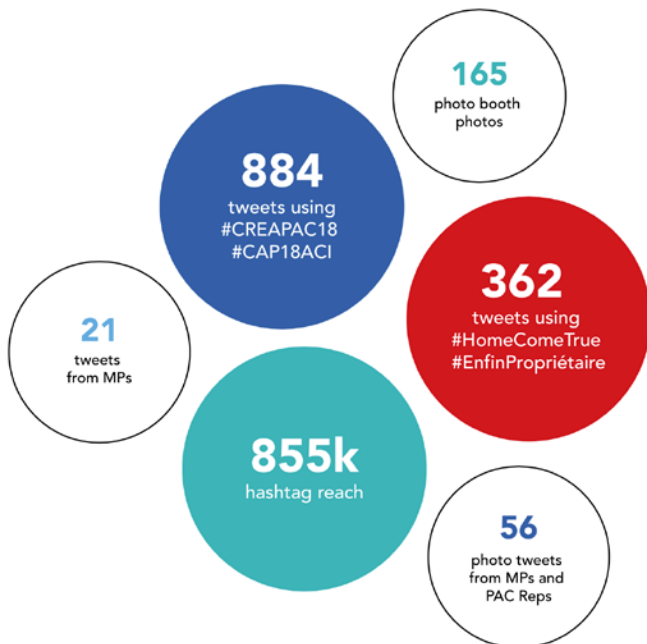 165
photo booth
photos
884
tweets using
#CREAPAC18
#CAP18ACI
362
tweets using
#HomeComeTrue
#EnfinPropriétaire
21
tweets
from MPs
855k
hashtag reach
56
photo tweets
from MPs and
PAC Reps